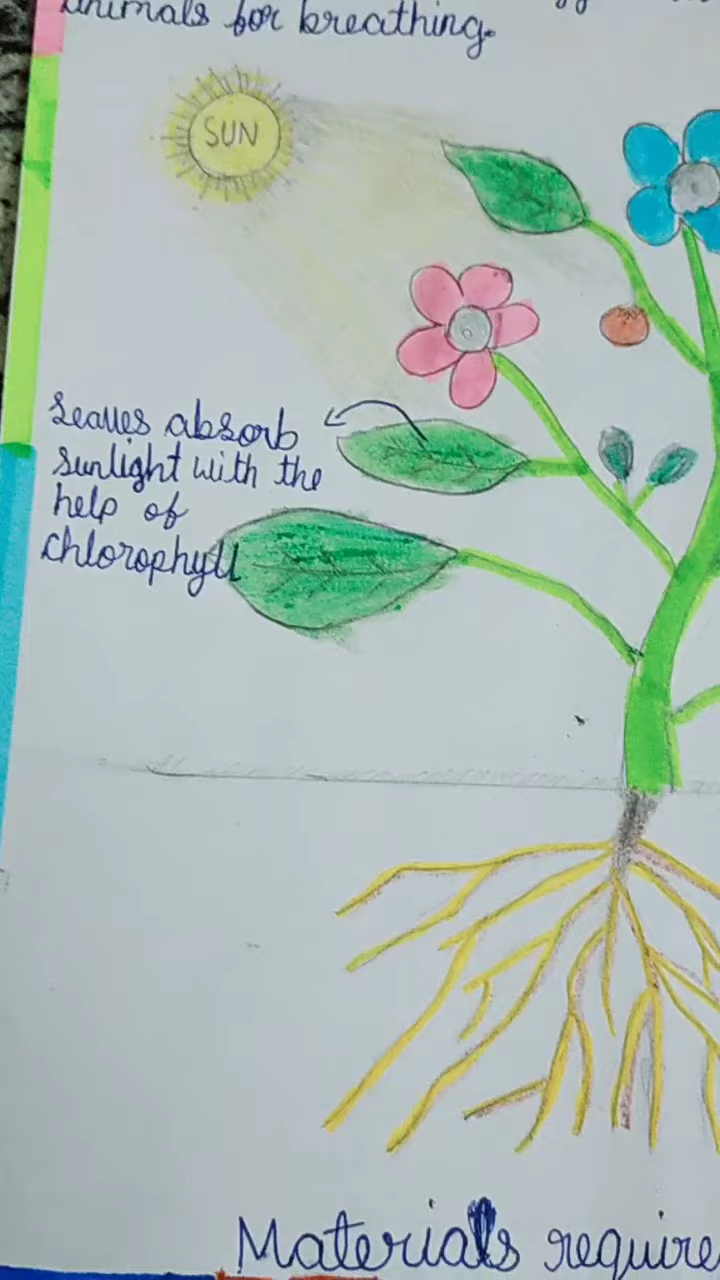 animals for breathing.
SUN
Leaves absorb
sunlight with the
help of
chlorophyll
Materials require